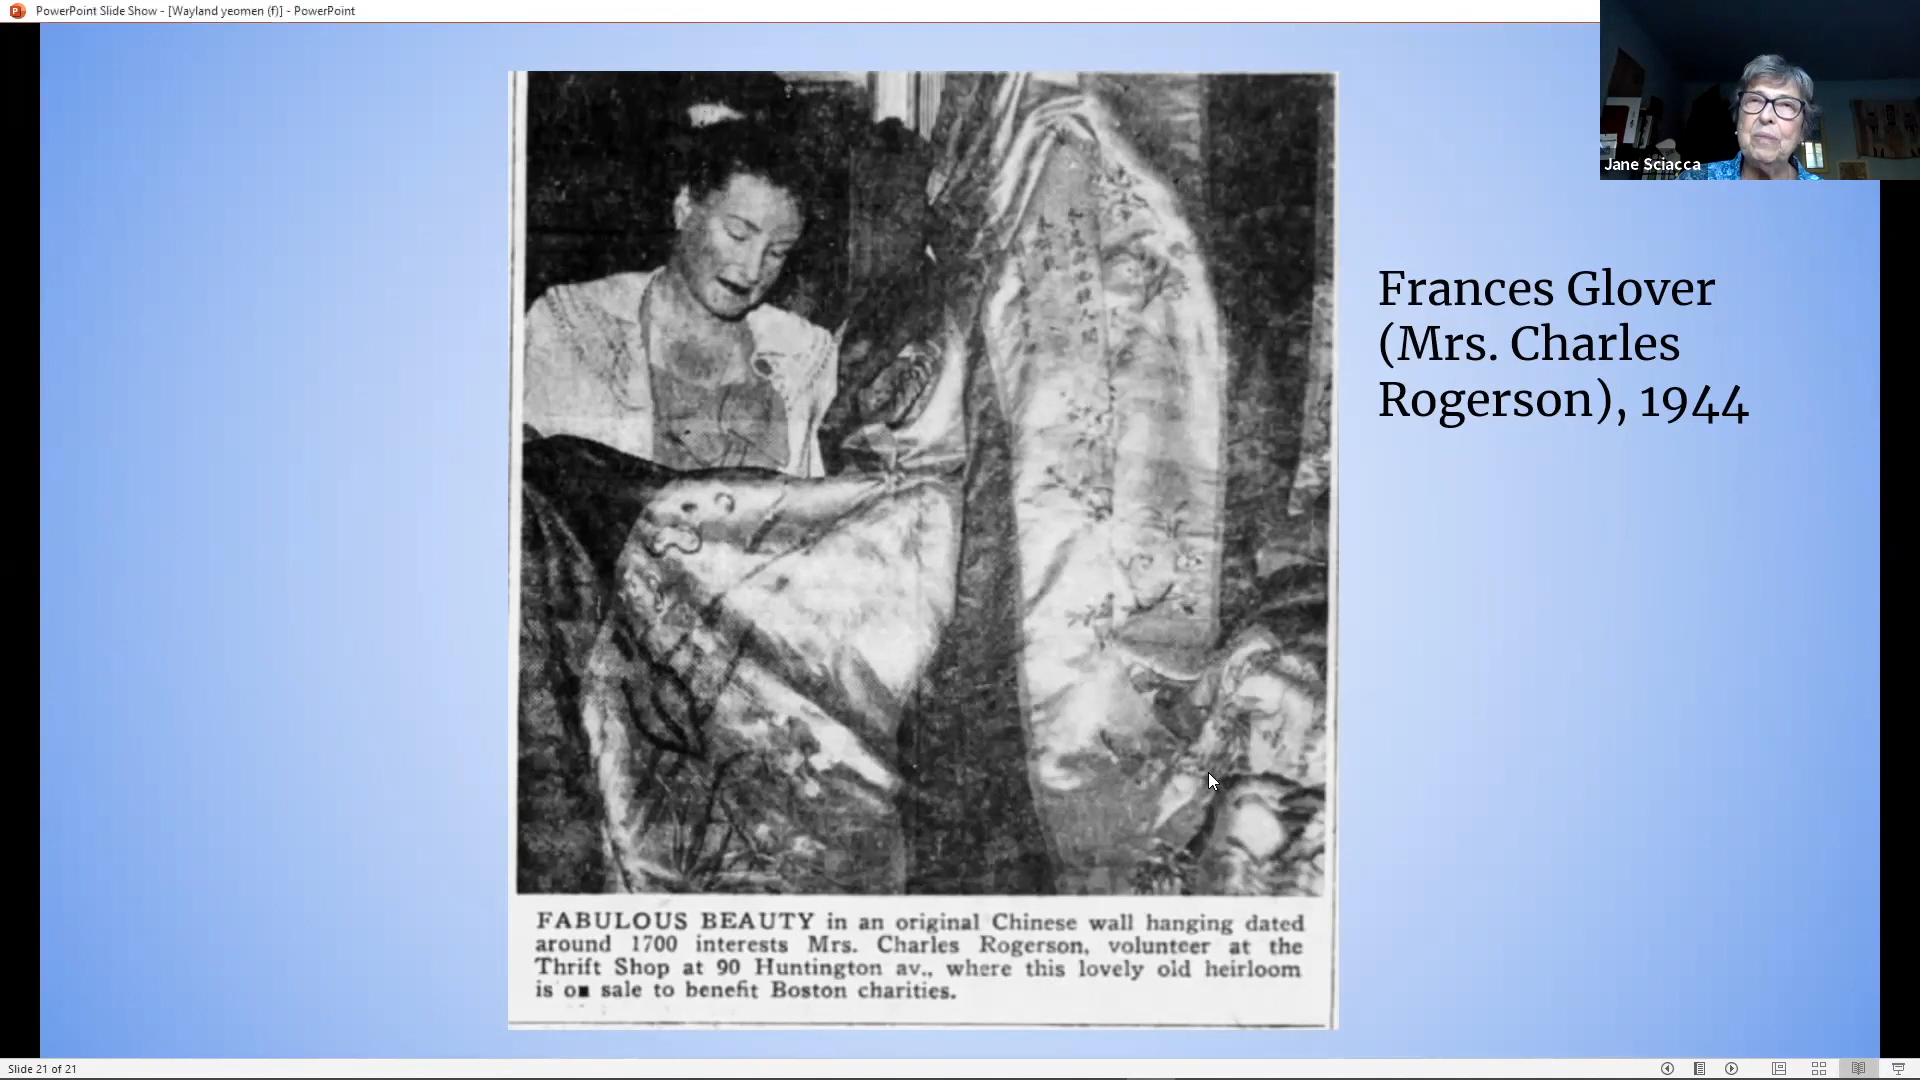 PowerPoint Slide Show - [Wayland yeomen (f)] - PowerPoint
Jane Sciacca
Frances Glover
(Mrs. Charles
Rogerson), 1944
FABULOUS BEAUTY in an original Chinese wall hanging dated
around 1700 interests Mrs. Charles Rogerson, volunteer at the
Thrift Shop at 90 Huntington av., where this lovely old heirloom
is on sale to benefit Boston charities.
Slide 21 of 21